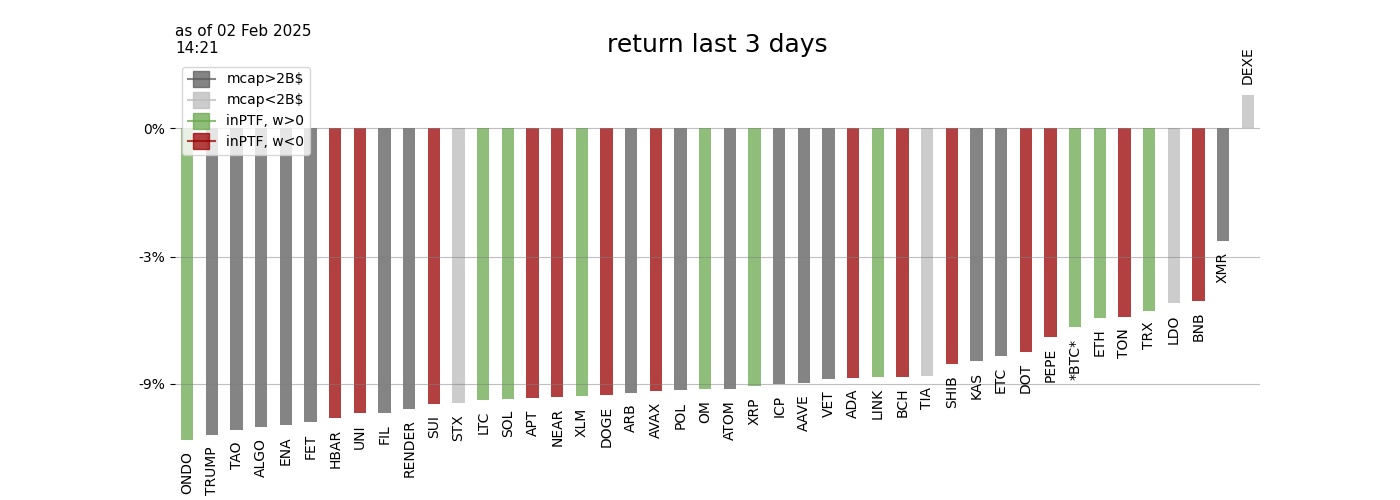 as of 02 Feb 2025
14:21
return last 3 days
mcap>2B$
mcap<2B$
inPTF, w>0
inPTF, w<0
0%
-3%
-9%
ONDO
TRUMP
TAO
ALGO
ENA
FET
HBAR
UNI
FIL
RENDER
SUI
STX
LTC
SOL
APT
NEAR
XLM
DOGE
ARB
AVAX
POL
OM
ATOM
XRP
ICP
AAVE
VET
ADA
LINK
BCH
TIA
SHIB
KAS
ETC
DOT
PEPE
*BTC*
ETH
TON
TRX
LDO
BNB
XMR
DEXE